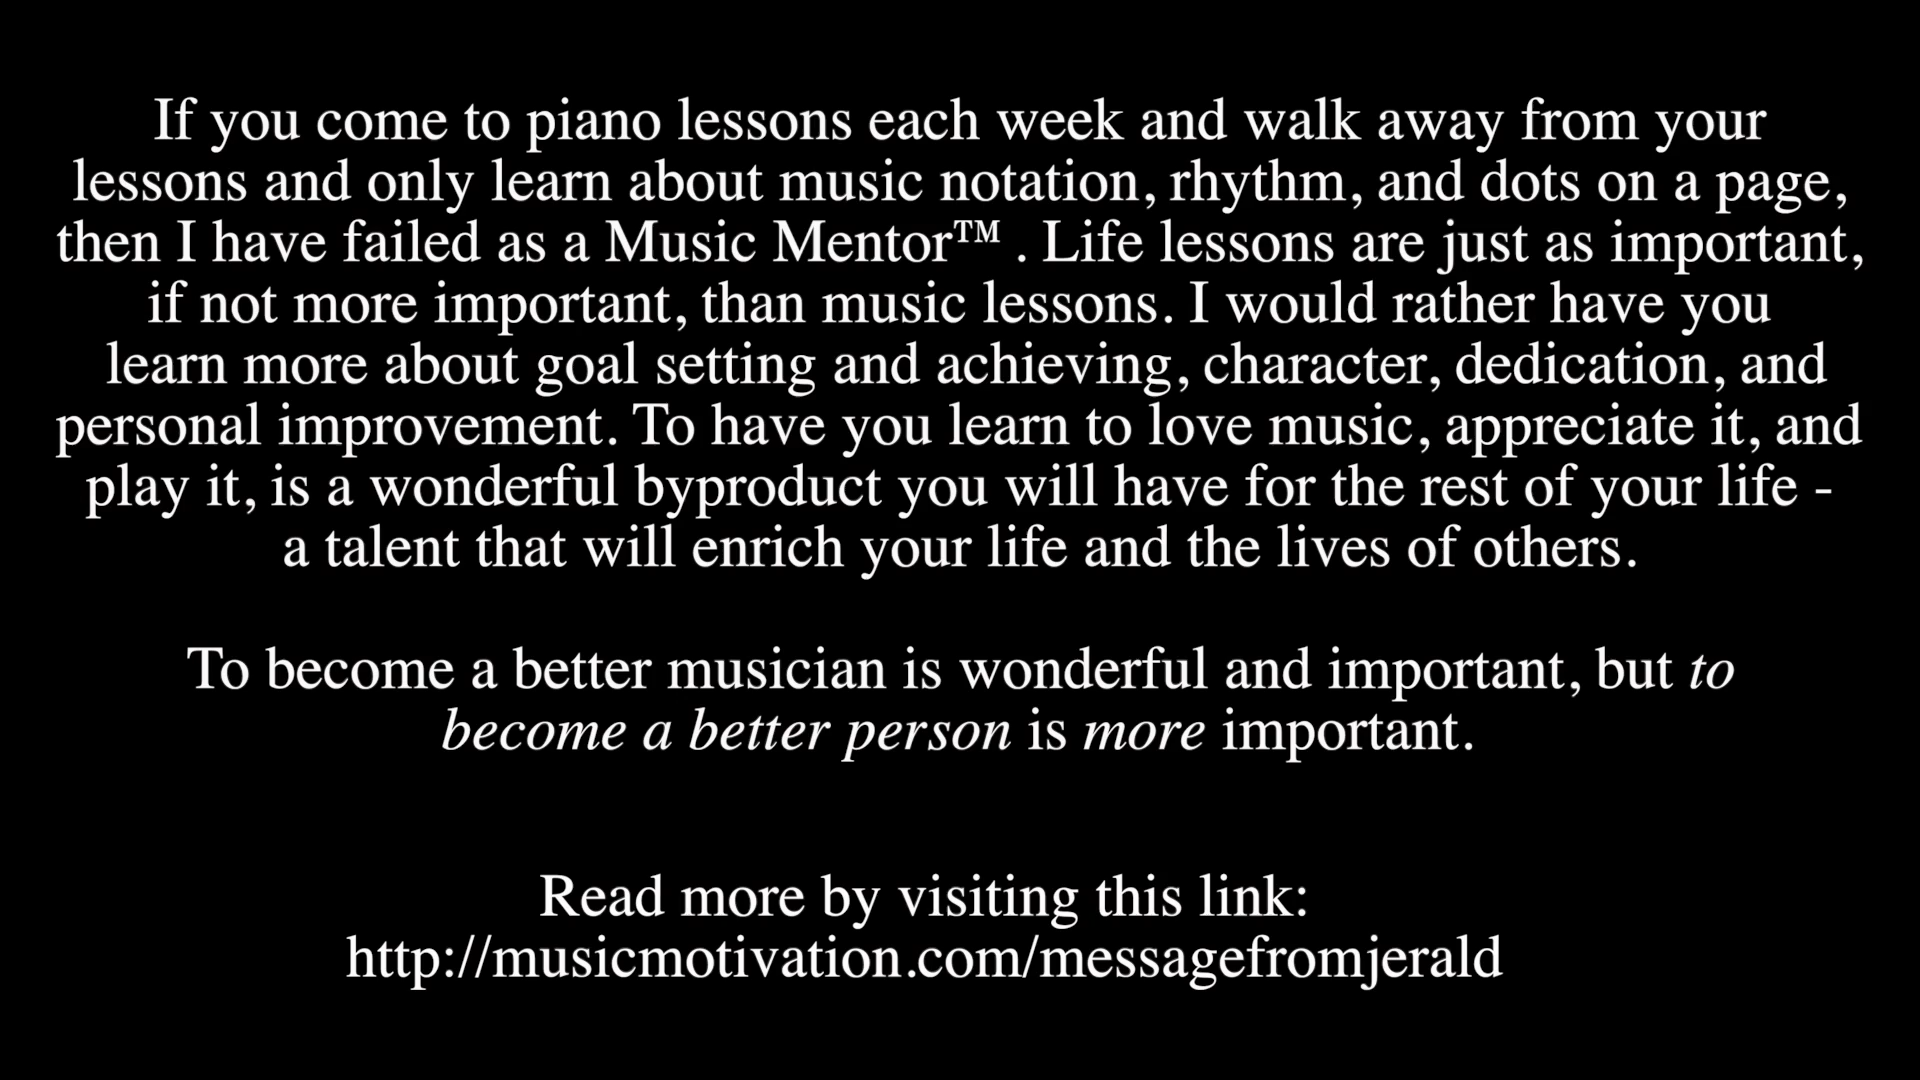 If you come to piano lessons each week and walk away from your
lessons and only learn about music notation, rhythm, and dots on a page,
then I have failed as a Music Mentor™ . Life lessons are just as important,
if not more important, than music lessons. I would rather have you
learn more about goal setting and achieving, character, dedication, and
personal improvement. To have you learn to love music, appreciate it, and
play it, is a wonderful byproduct you will have for the rest of your life -
a talent that will enrich your life and the lives of others.
To become a better musician is wonderful and important, but to
become a better person is more important.
Read more by visiting this link:
http://musicmotivation.com/messagefromjerald